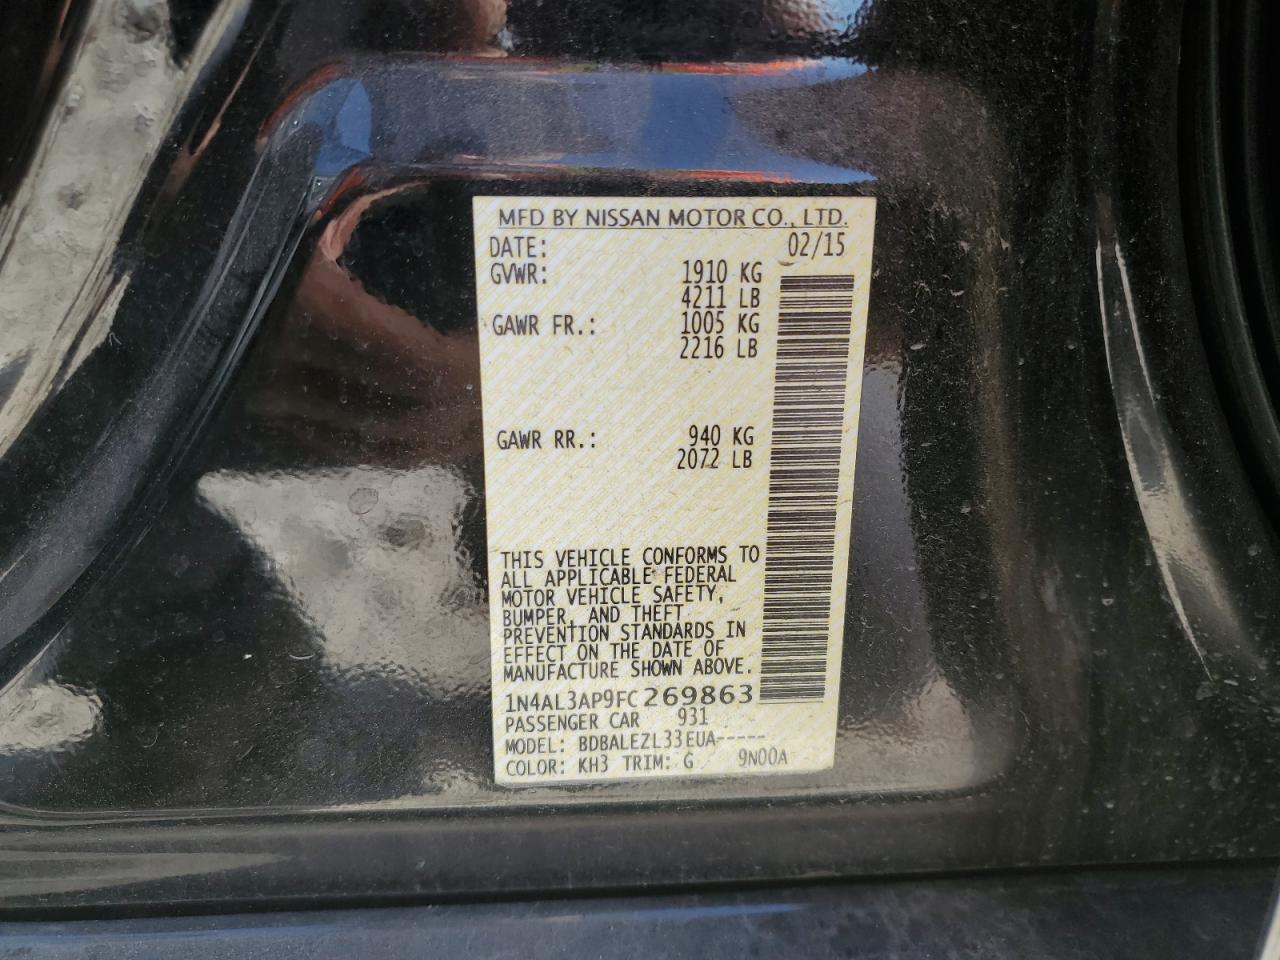 MFD BY NISSAN MOTOR CO., LTD.
DATE: 02/15
GVWR: 1910 KG
4211 LB
GAWR FR.: 1005 KG
2216 LB
GAWR RR.: 940 KG
2072 LB
THIS VEHICLE CONFORMS TO
ALL APPLICABLE FEDERAL
MOTOR VEHICLE SAFETY,
BUMPER, AND THEFT
PREVENTION STANDARDS IN
EFFECT ON THE DATE OF
MANUFACTURE SHOWN ABOVE.
1N4AL3AP9FC269863
PASSENGER CAR 931
MODEL: BDBALEZL33EUA-----
COLOR: KH3 TRIM: G 9N00A